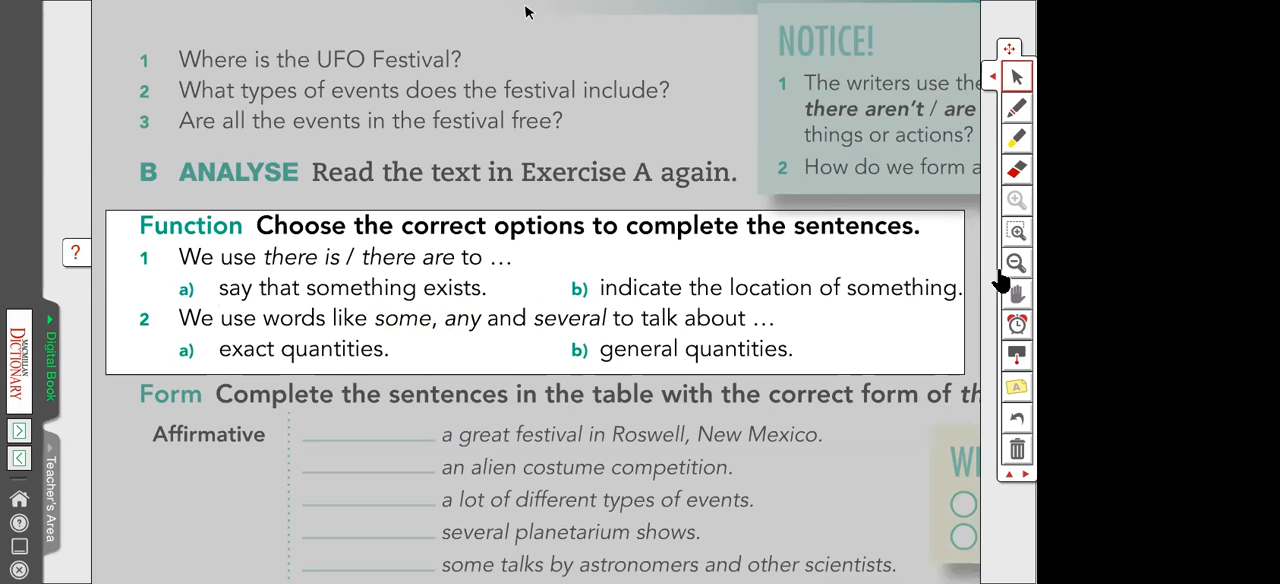 1 Where is the UFO Festival?
2 What types of events does the festival include?
3 Are all the events in the festival free?
NOTICE!
1 The writers use the
there aren't / are
things or actions?
2 How do we form a
B ANALYSE Read the text in Exercise A again.
Function Choose the correct options to complete the sentences.
1 We use there is / there are to …
a) say that something exists. b) indicate the location of something.
2 We use words like some, any and several to talk about …
a) exact quantities. b) general quantities.
Form Complete the sentences in the table with the correct form of th
Affirmative ________ a great festival in Roswell, New Mexico.
________ an alien costume competition.
________ a lot of different types of events.
________ several planetarium shows.
________ some talks by astronomers and other scientists.
?
MACMILLAN
DICTIONARY
Digital Book
Teacher's Area
A